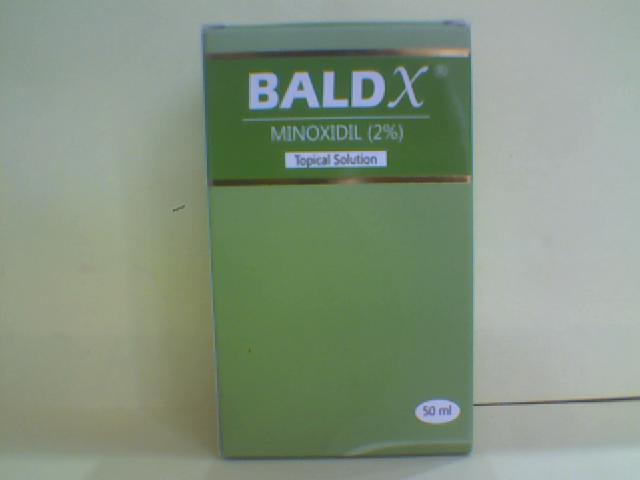 BALDX®
MINOXIDIL (2%)
Topical Solution
50 ml